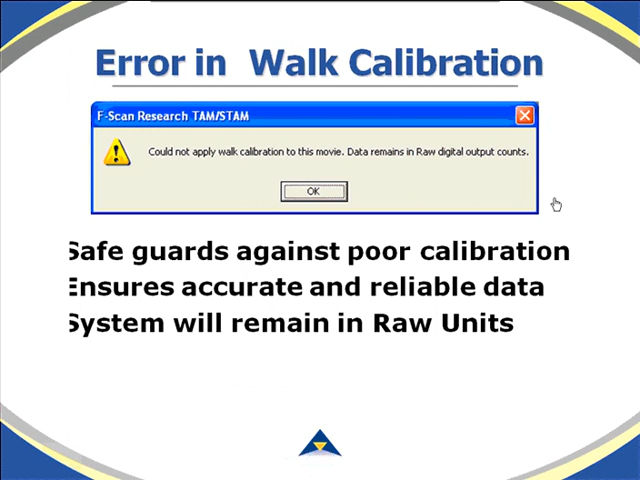 Error in Walk Calibration
F-Scan Research TAM/STAM
Could not apply walk calibration to this movie. Data remains in Raw digital output counts.
OK
Safe guards against poor calibration
Ensures accurate and reliable data
System will remain in Raw Units